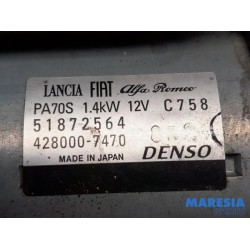 LANCIA FIAT Alfa Romeo
PA70S 1.4kW 12V C758
51872564
428000-7470
MADE IN JAPAN DENSO
MARESIA